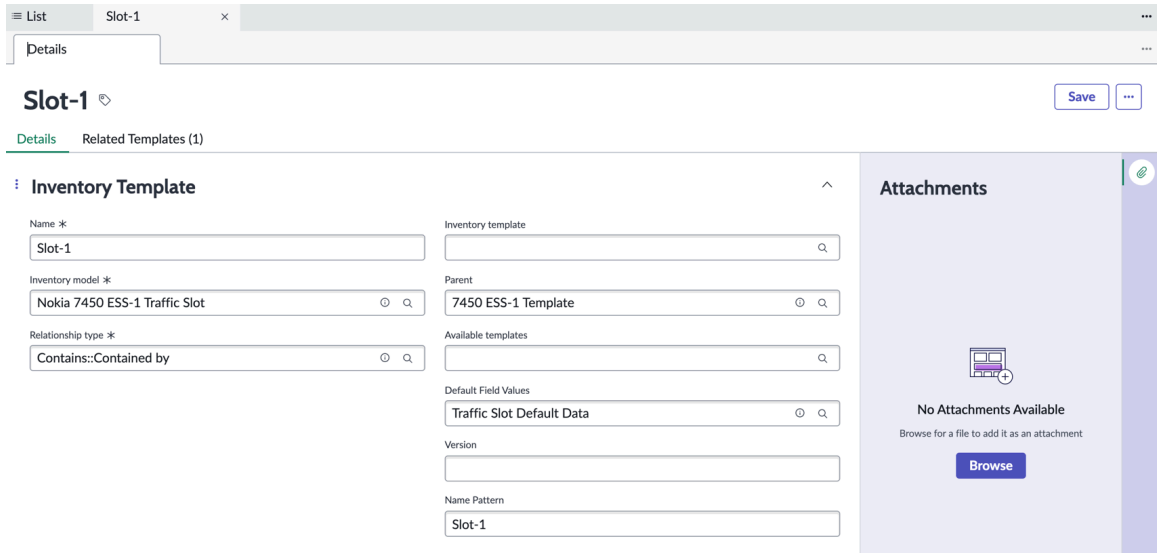 List
Slot-1
Details
Slot-1
Save
Details
Related Templates (1)
Inventory Template
Name *
Slot-1
Inventory model *
Nokia 7450 ESS-1 Traffic Slot
Relationship type *
Contains::Contained by
Inventory template
Parent
7450 ESS-1 Template
Available templates
Default Field Values
Traffic Slot Default Data
Version
Name Pattern
Slot-1
Attachments
No Attachments Available
Browse for a file to add it as an attachment
Browse